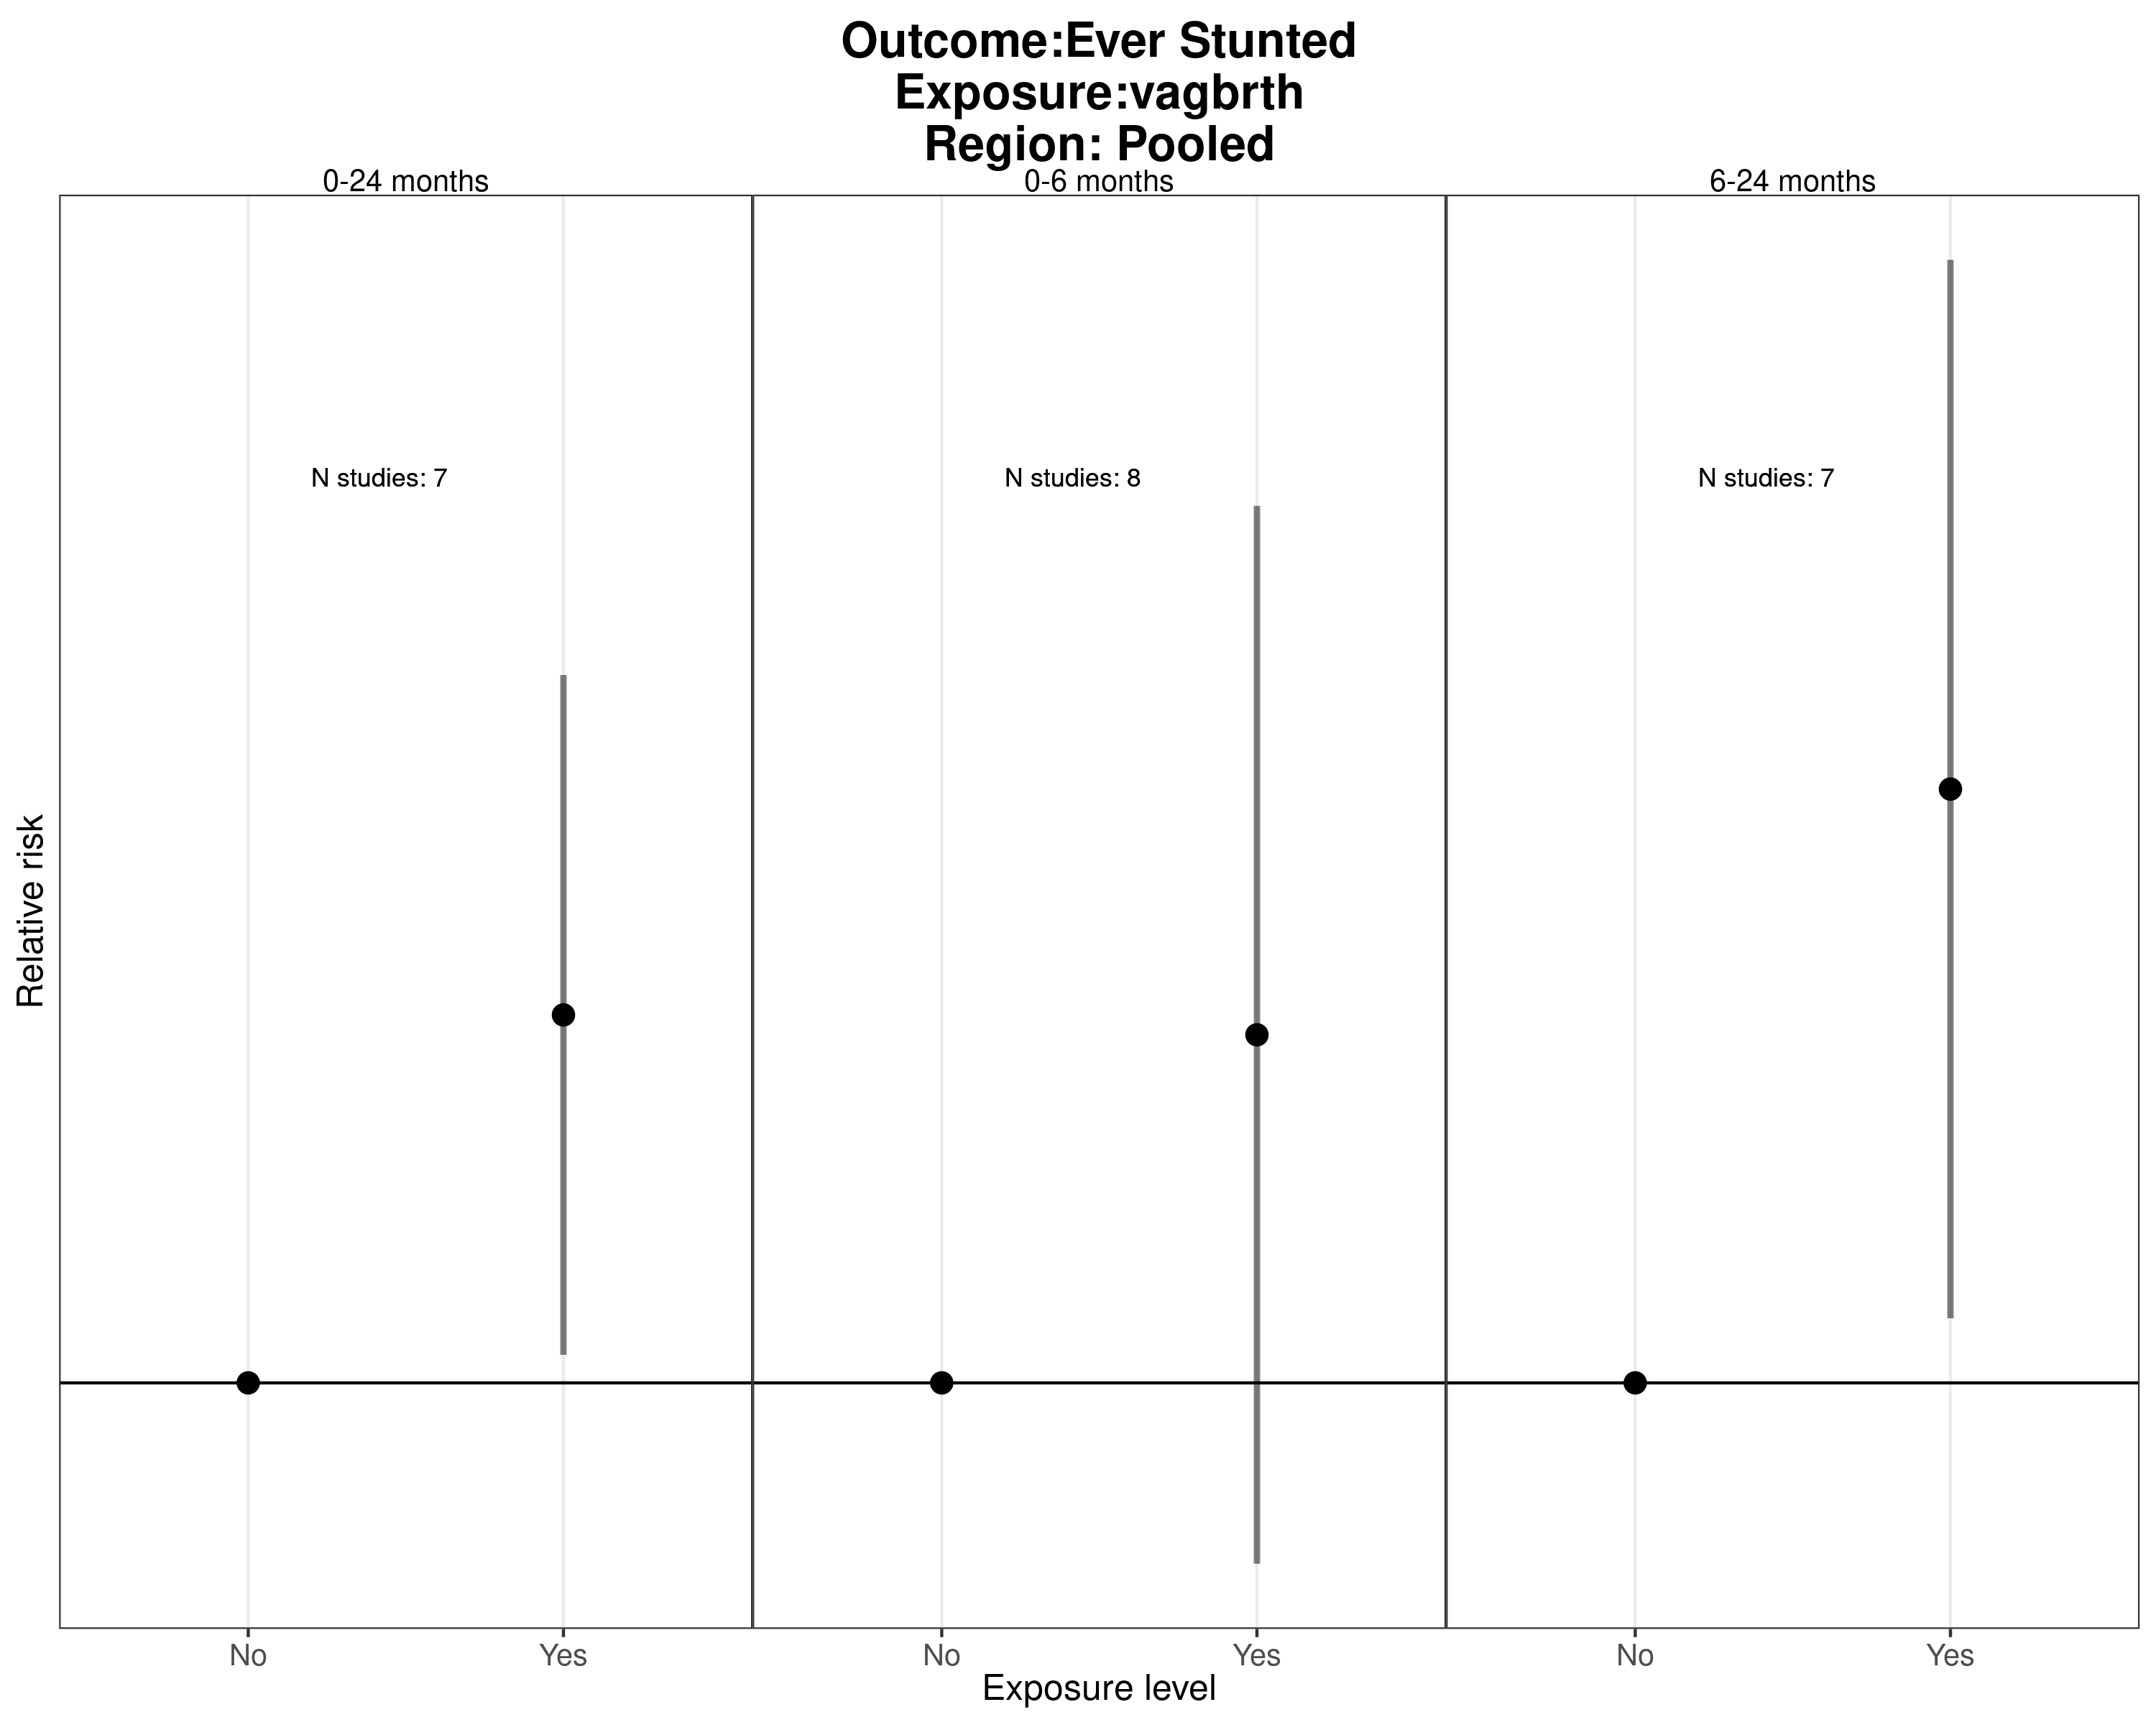 Outcome:Ever Stunted
Exposure:vagbrth
Region: Pooled
0-24 months
0-6 months
6-24 months
N studies: 7
N studies: 8
N studies: 7
Relative risk
No
Yes
No
Yes
No
Yes
Exposure level